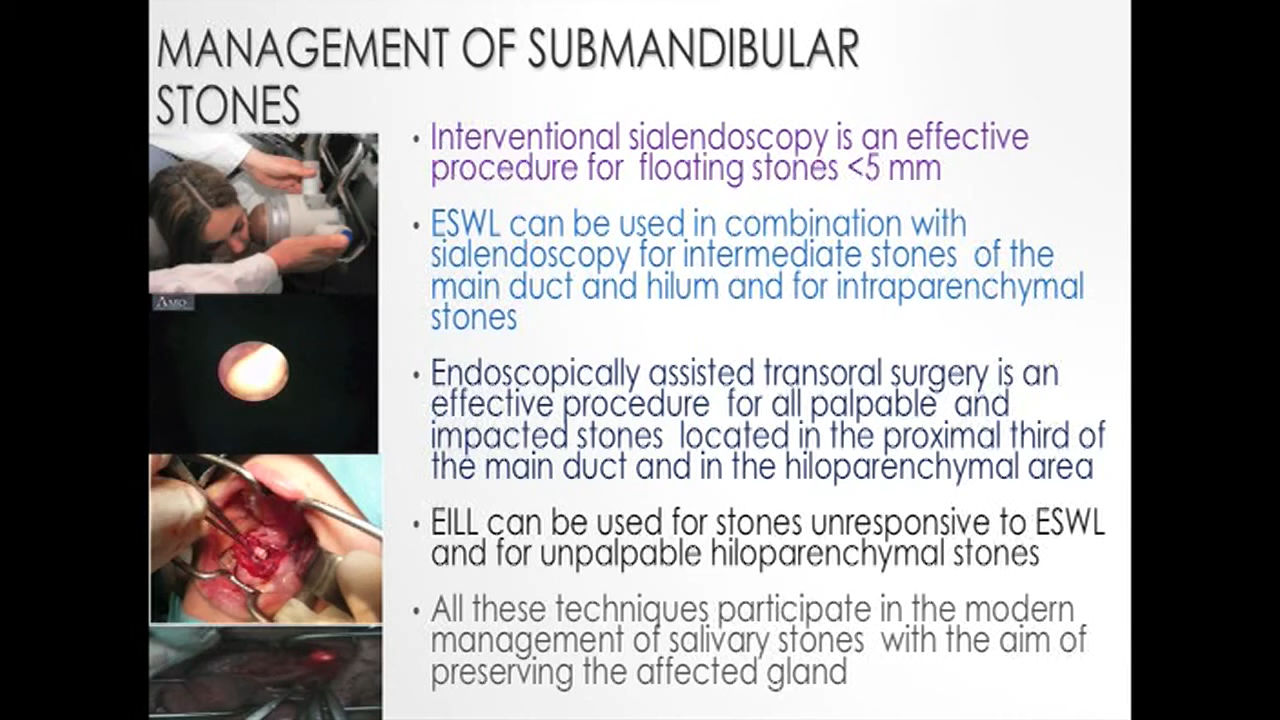 MANAGEMENT OF SUBMANDIBULAR
STONES
• Interventional sialendoscopy is an effective
procedure for floating stones <5 mm
• ESWL can be used in combination with
sialendoscopy for intermediate stones of the
main duct and hilum and for intraparenchymal
stones
AMO
• Endoscopically assisted transoral surgery is an
effective procedure for all palpable and
impacted stones located in the proximal third of
the main duct and in the hiloparenchymal area
• EILL can be used for stones unresponsive to ESWL
and for unpalpable hiloparenchymal stones
• All these techniques participate in the modern
management of salivary stones with the aim of
preserving the affected gland